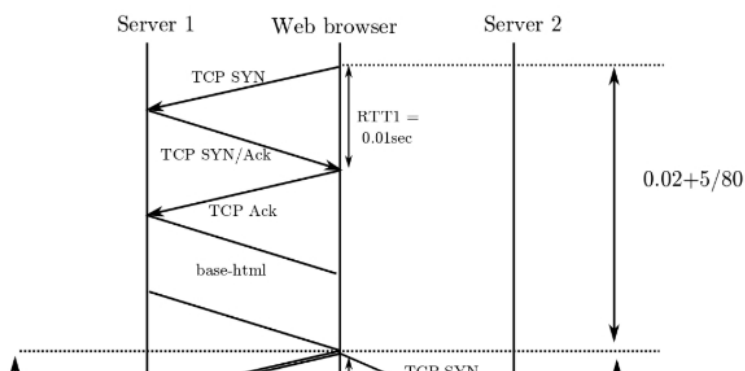 Server 1
Web browser
Server 2
TCP SYN
RTT1 =
0.01sec
TCP SYN/Ack
0.02+5/80
TCP Ack
base-html
TCP SYN